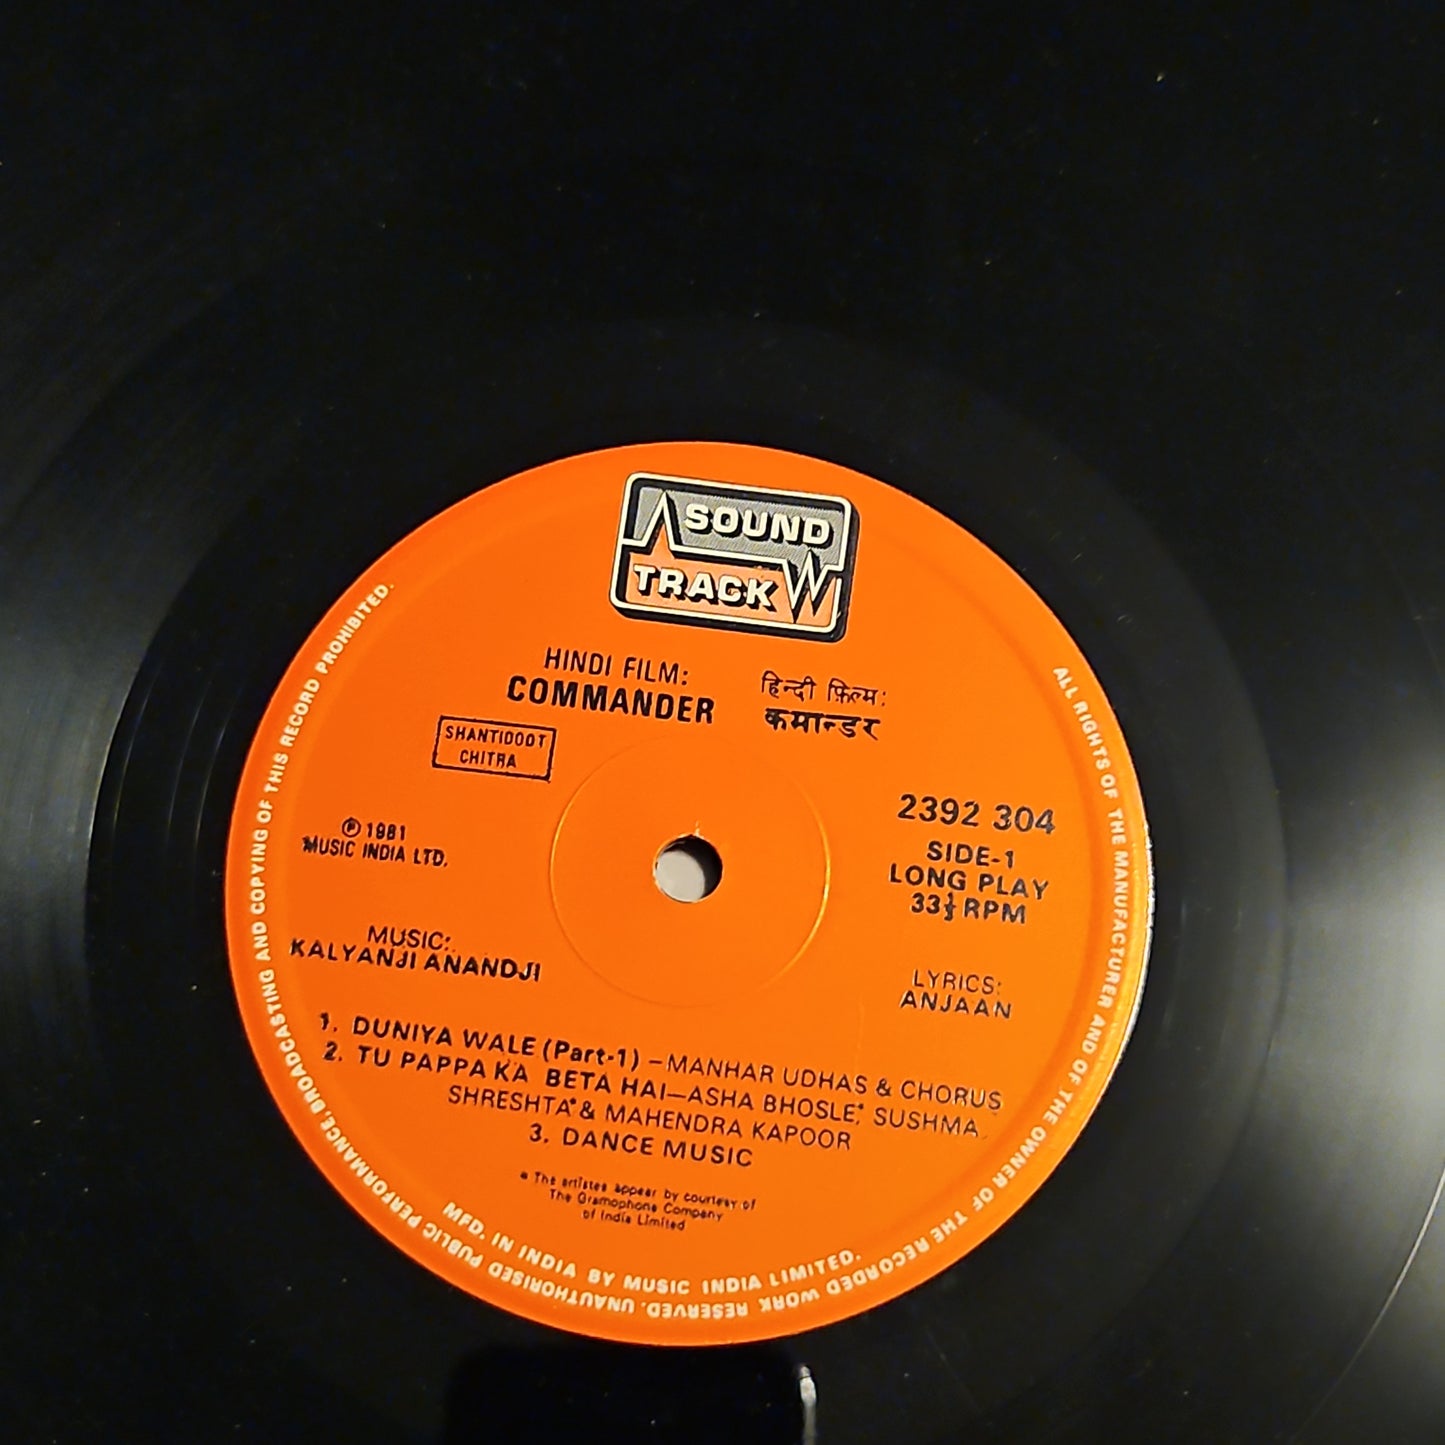 SOUND
TRACK
HINDI FILM:
COMMANDER
हिन्दी फ़िल्म:
कमान्डर
SHANTIDOOT
CHITRA
℗ 1981
MUSIC INDIA LTD.
2392 304
SIDE-1
LONG PLAY
33⅓ RPM
MUSIC:
KALYANJI ANANDJI
LYRICS:
ANJAAN
1. DUNIYA WALE (Part-1) – MANHAR UDHAS & CHORUS
2. TU PAPPA KA BETA HAI—ASHA BHOSLE,* SUSHMA
SHRESHTA* & MAHENDRA KAPOOR
3. DANCE MUSIC
* The artistes appear by courtesy of
The Gramophone Company
of India Limited
MFD. IN INDIA BY MUSIC INDIA LIMITED.
ALL RIGHTS OF THE MANUFACTURER AND OF THE OWNER OF THE RECORDED WORK RESERVED. UNAUTHORISED PUBLIC PERFORMANCE, BROADCASTING AND COPYING OF THIS RECORD PROHIBITED.